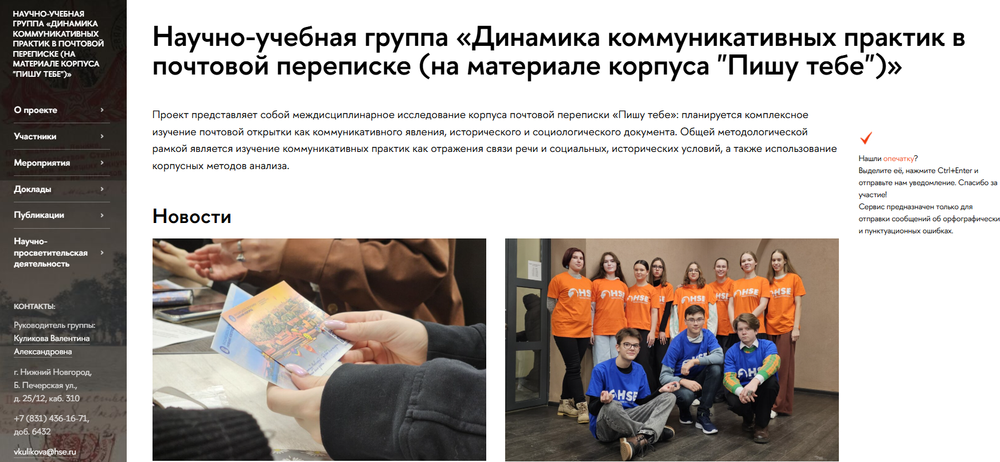 НАУЧНО-УЧЕБНАЯ
ГРУППА «ДИНАМИКА
КОММУНИКАТИВНЫХ
ПРАКТИК В ПОЧТОВОЙ
ПЕРЕПИСКЕ (НА
МАТЕРИАЛЕ КОРПУСА
"ПИШУ ТЕБЕ")»
О проекте
Участники
Мероприятия
Доклады
Публикации
Научно-
просветительская
деятельность
КОНТАКТЫ:
Руководитель группы:
Куликова Валентина
Александровна
г. Нижний Новгород,
Б. Печерская ул.,
д. 25/12, каб. 310
+7 (831) 436-16-71,
доб. 6432
vkulikova@hse.ru
Научно-учебная группа «Динамика коммуникативных практик в
почтовой переписке (на материале корпуса "Пишу тебе")»
Проект представляет собой междисциплинарное исследование корпуса почтовой переписки «Пишу тебе»: планируется комплексное
изучение почтовой открытки как коммуникативного явления, исторического и социологического документа. Общей методологической
рамкой является изучение коммуникативных практик как отражения связи речи и социальных, исторических условий, а также использование
корпусных методов анализа.
Нашли опечатку?
Выделите её, нажмите Ctrl+Enter и
отправьте нам уведомление. Спасибо за
участие!
Сервис предназначен только для
отправки сообщений об орфографически
и пунктуационных ошибках.
Новости
HSE
HSE
HSE
HSE
HSE
HSE